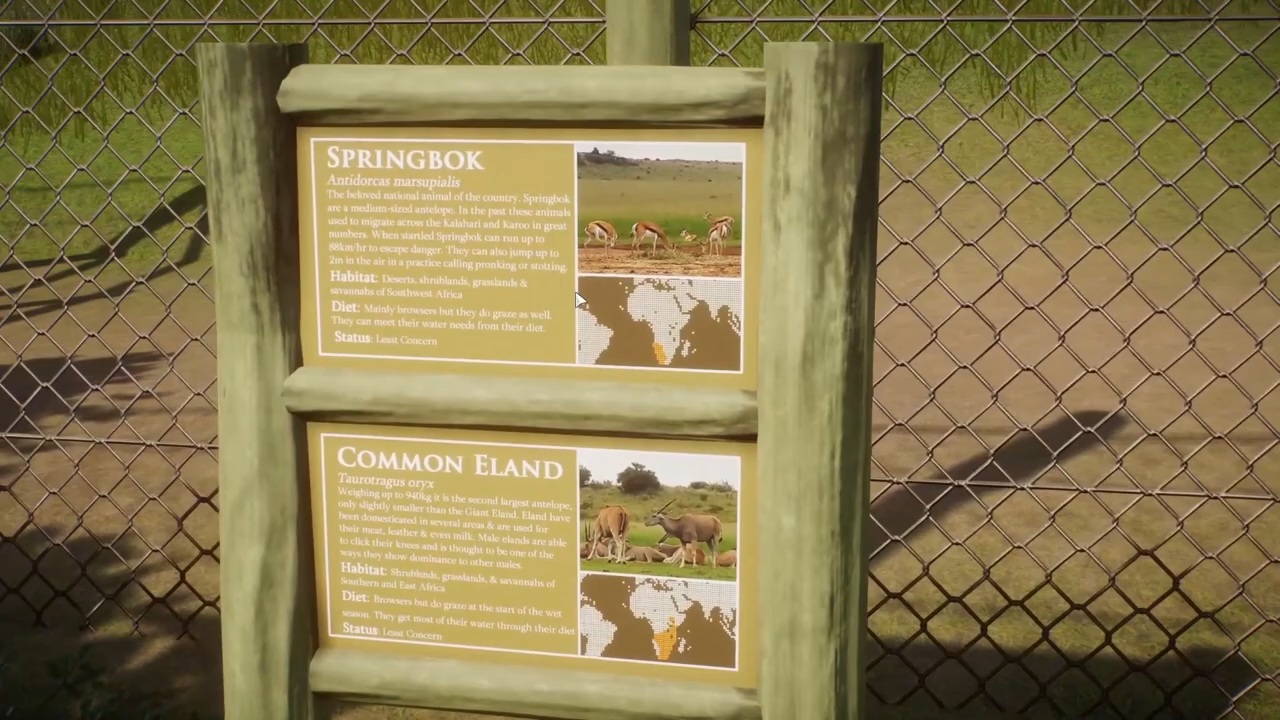 SPRINGBOK
Antidorcas marsupialis
The beloved national animal of the country. Springbok
are a medium-sized antelope. In the past these animals
used to migrate across the Kalahari and Karoo in great
numbers. When startled Springbok can run up to
88km/hr to escape danger. They can also jump up to
2m in the air in a practice calling pronking or stotting.
Habitat: Deserts, shrublands, grasslands &
savannahs of Southwest Africa
Diet: Mainly browsers but they do graze as well.
They can meet their water needs from their diet.
Status: Least Concern
COMMON ELAND
Taurotragus oryx
Weighing up to 940kg it is the second largest antelope,
only slightly smaller than the Giant Eland. Eland have
been domesticated in several areas & are used for
their meat, leather & even milk. Male elands are able
to click their knees and is thought to be one of the
ways they show dominance to other males.
Habitat: Shrublands, grasslands, & savannahs of
Southern and East Africa
Diet: Browsers but do graze at the start of the wet
season. They get most of their water through their diet
Status: Least Concern